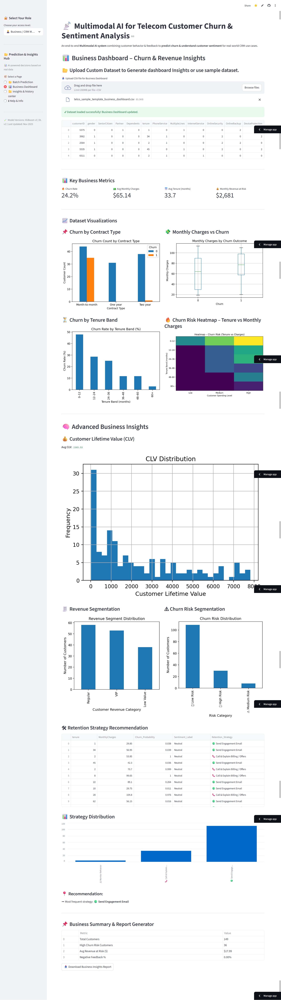 Share
Select Your Role
Choose your access level:
Business / CRM M...
Prediction & Insights
Hub
AI-powered decisions based on
real data
Select a Page
Batch Prediction
Business Dashboard
insights & history
center
Help & Info
Model Versions: XGBoost v3 | DL
v2 | Last Updated: Nov 2025
Multimodal AI for Telecom Customer Churn &
Sentiment Analysis
An end-to-end Multimodal AI system combining customer behavior & feedback to predict churn & understand customer sentiment for real-world CRM use cases.
Business Dashboard – Churn & Revenue Insights
Upload Custom Dataset to Generate dashboard Insights or use sample dataset.
Upload CSV file for Business Dashboard
Drag and drop file here
Limit 200MB per file • CSV
Browse files
telco_sample_template_business_dashboard.csv 85.5KB
✓ Dataset loaded successfully! Business Dashboard updated.
customerID gender SeniorCitizen Partner Dependents tenure PhoneService MultipleLines InternetService OnlineSecurity OnlineBackup DeviceProtection
0 5375 0 0 1 0 1 0 1 0 0 2
1 3962 1 0 0 0 34 1 0 0 2 0 2
2 2564 1 0 0 0 2 1 0 0 2 2 0
3 5535 1 0 0 0 45 0 1 0 2 0 2
4 6511 0 0 0 0 2 1 0 1 0 0 0
Manage app
Key Business Metrics
Churn Rate
24.2%
Avg Monthly Charges
$65.14
Avg Tenure (months)
33.7
Monthly Revenue at Risk
$2,681
Dataset Visualizations
Churn by Contract Type
Churn Count by Contract Type
Churn
0
1
Customer Count
40
30
20
10
0
Month-to-month One year Two year
Contract Type
Monthly Charges vs Churn
Monthly Charges by Churn Outcome
Manage app
Monthly Charges
100
80
60
40
20
0 1
Churn
Churn by Tenure Band
Churn Rate by Tenure Band (%)
Churn Rate (%)
50
40
30
20
10
0
0–12 12–24 24–36 36–48 48–60 60+
Tenure Band (months)
Churn Risk Heatmap – Tenure vs Monthly
Charges
Heatmap – Churn Risk (Tenure vs Charges)
Tenure Band (months)
0–12
12–24
24–36
36–48
48–60
60+
Low Medium High
Customer Spending Level
Manage app
Advanced Business Insights
Customer Lifetime Value (CLV)
Avg CLV: 2365.53
CLV Distribution
Manage app
Frequency
30
25
20
15
10
5
0
0 1000 2000 3000 4000 5000 6000 7000
Customer Lifetime Value
Manage app
Revenue Segmentation
Revenue Segment Distribution
Number of Customers
60
50
40
30
20
10
0
Regular VIP Low Value
Customer Revenue Category
Churn Risk Segmentation
Churn Risk Distribution
Number of Customers
100
80
60
40
20
0
Low Risk High Risk Medium Risk
Risk Category
Manage app
Retention Strategy Recommendation
tenure MonthlyCharges Churn_Probability Sentiment_Label Retention_Strategy
0 1 29.85 0.038 Neutral Send Engagement Email
1 34 56.95 0.039 Neutral Send Engagement Email
2 2 53.85 1 Neutral Call & Explain Billing / Offers
3 45 42.3 0.036 Neutral Send Engagement Email
4 2 70.7 0.999 Neutral Call & Explain Billing / Offers
5 8 99.65 1 Neutral Call & Explain Billing / Offers
6 22 89.1 0.264 Neutral Send Engagement Email
7 10 29.75 0.011 Neutral Send Engagement Email
8 28 104.8 0.976 Neutral Call & Explain Billing / Offers
9 62 56.15 0.016 Neutral Send Engagement Email
Strategy Distribution
Manage app
120
100
80
60
40
20
0
Monitor Behavior Call & Explain... Send Engage...
Recommendation:
Most frequent strategy: Send Engagement Email
Business Summary & Report Generator
Metric Value
0 Total Customers 149
1 High Churn Risk Customers 36
2 Avg Revenue at Risk ($) $17.99
3 Negative Feedback % 0.00%
Download Business Insights Report
Manage app